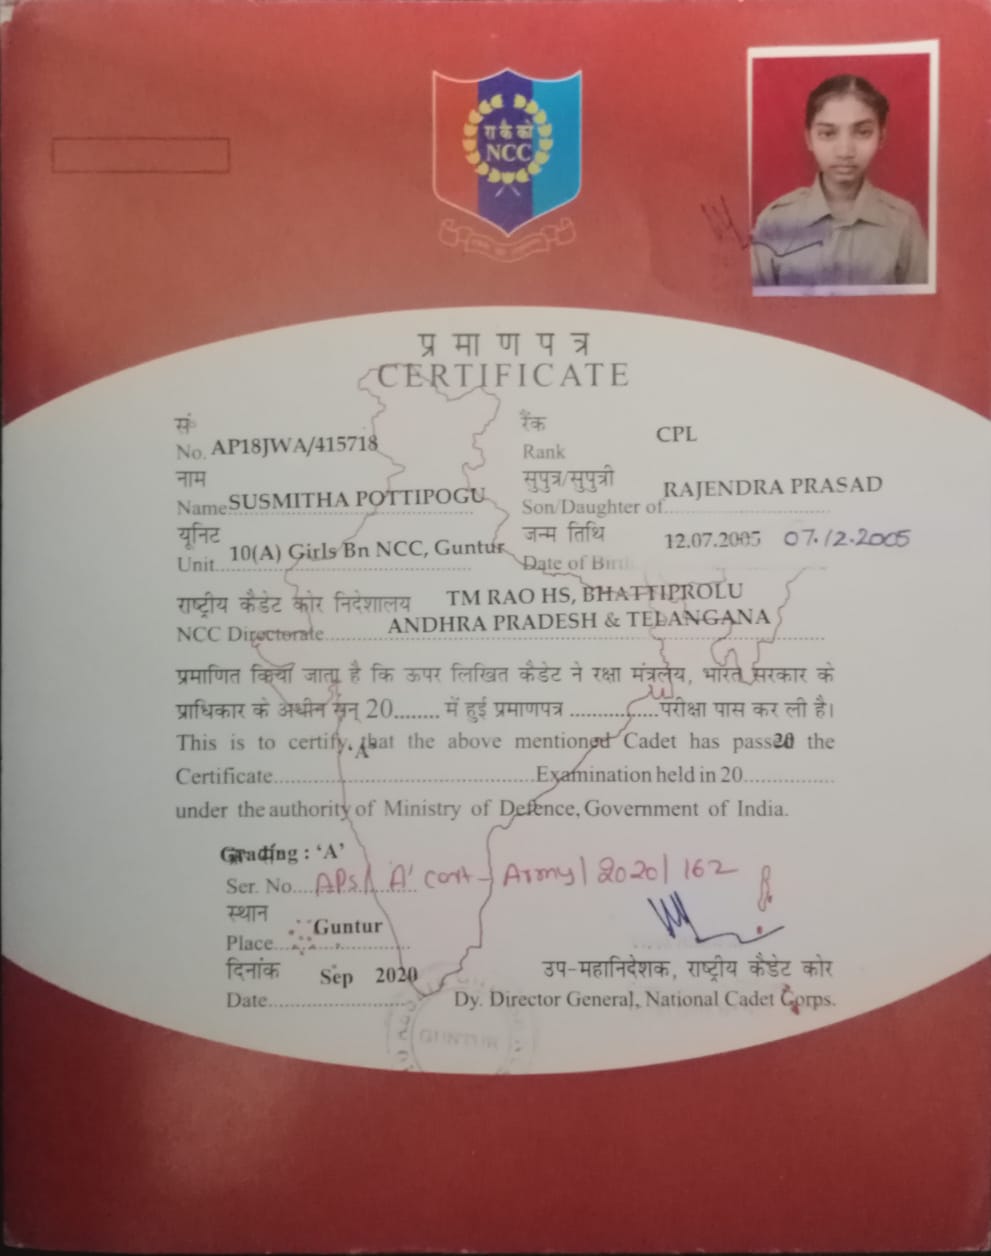 रा कै को
NCC
प्रमाणपत्र
CERTIFICATE
सं०
No. AP18JWA/415718
रैंक
Rank CPL
नाम
Name SUSMITHA POTTIPOGU
सुपुत्र/सुपुत्री
Son/Daughter of RAJENDRA PRASAD
यूनिट
Unit 10(A) Girls Bn NCC, Guntur
जन्म तिथि
Date of Birth 12.07.2005 07.12.2005
राष्ट्रीय कैडेट कोर निदेशालय TM RAO HS, BHATTIPROLU
NCC Directorate ANDHRA PRADESH & TELANGANA
प्रमाणित किया जाता है कि ऊपर लिखित कैडेट ने रक्षा मंत्रलय, भारत सरकार के
प्राधिकार के अधीन सन् 20........ में हुई प्रमाणपत्र ...............परीक्षा पास कर ली है।
This is to certify that the above mentioned Cadet has passed the 20
'A'
Certificate....................................Examination held in 20...............
under the authority of Ministry of Defence, Government of India.
Grading : 'A'
Ser. No.... APs/ 'A' cert - Army/2020/162
स्थान
Place Guntur
दिनांक
Date Sep 2020
उप-महानिदेशक, राष्ट्रीय कैडेट कोर
Dy. Director General, National Cadet Corps.
GUNTUR